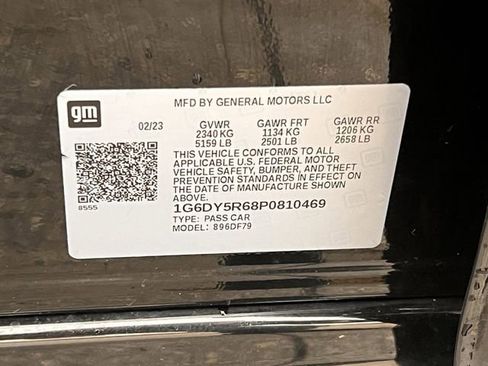 gm
MFD BY GENERAL MOTORS LLC
02/23 GVWR GAWR FRT GAWR RR
2340 KG 1134 KG 1206 KG
5159 LB 2501 LB 2658 LB
THIS VEHICLE CONFORMS TO ALL
APPLICABLE U.S. FEDERAL MOTOR
VEHICLE SAFETY, BUMPER, AND THEFT
PREVENTION STANDARDS IN EFFECT ON
THE DATE OF MANUFACTURE SHOWN
ABOVE.
8555
1G6DY5R68P0810469
TYPE: PASS CAR
MODEL: 896DF79